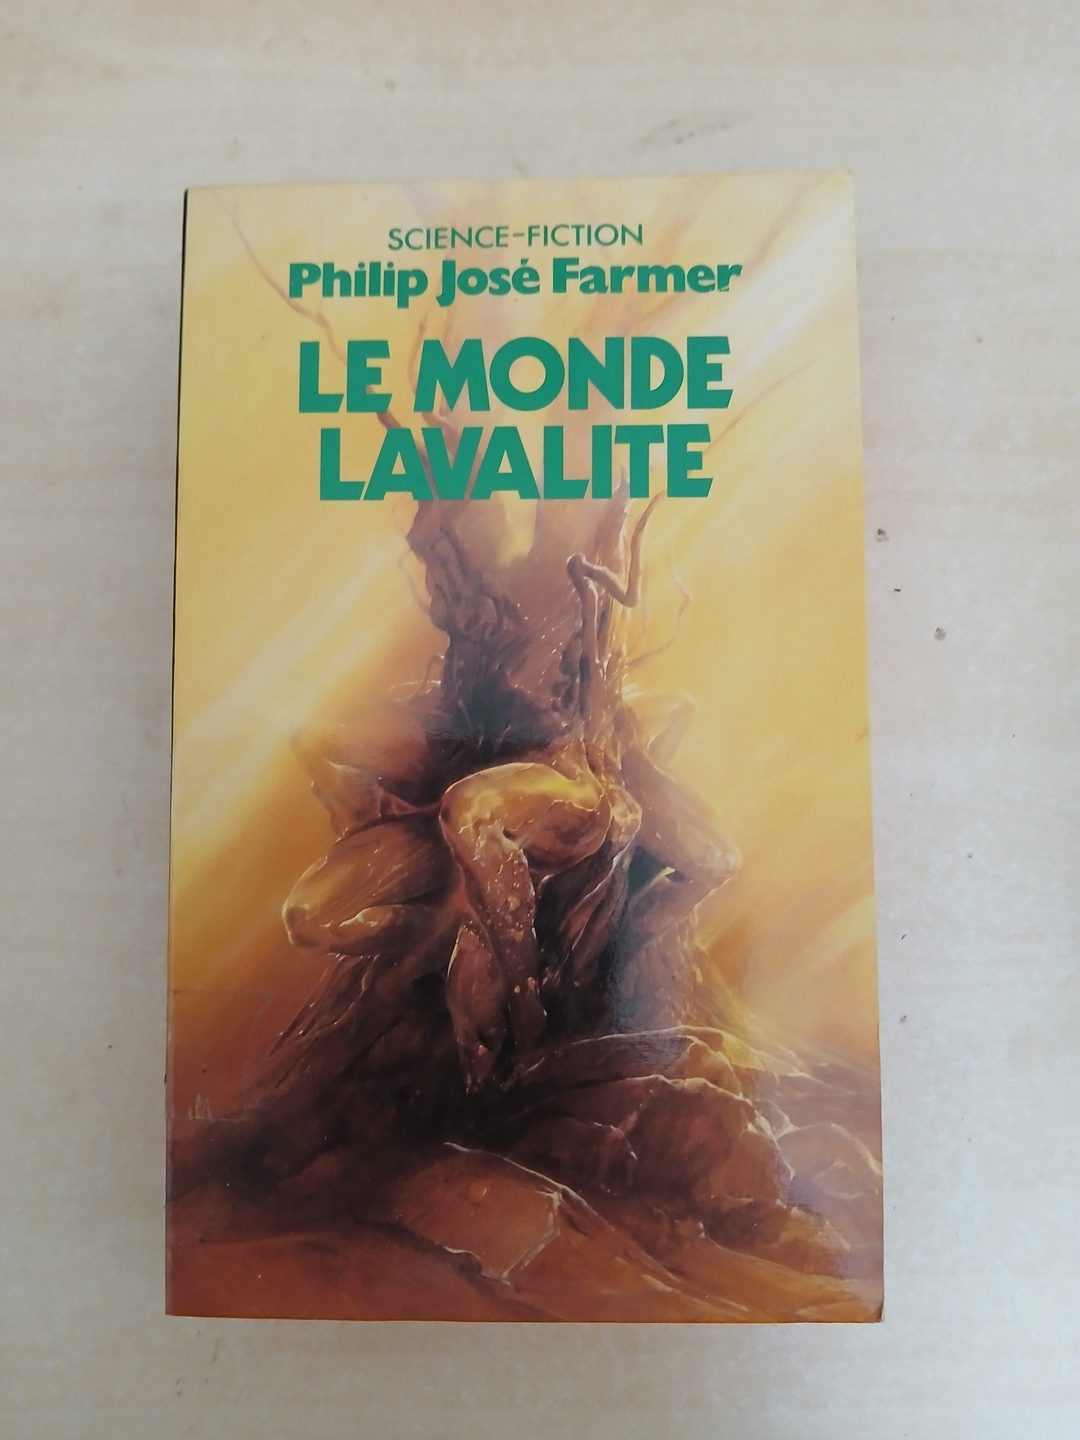 SCIENCE-FICTION
Philip José Farmer
LE MONDE
LAVALITE